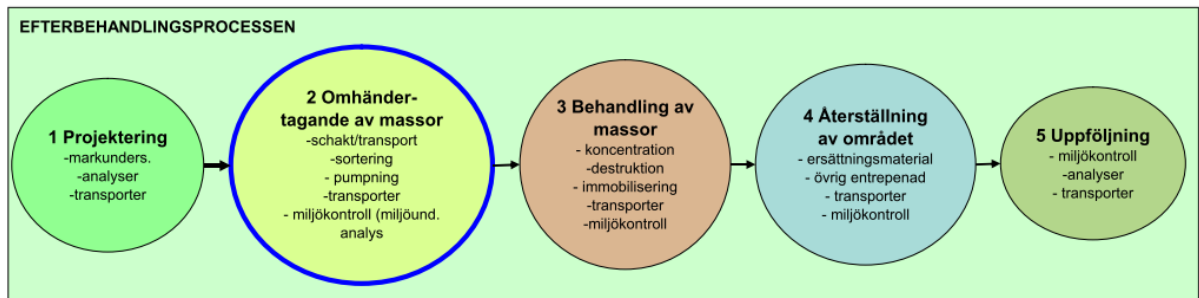 EFTERBEHANDLINGSPROCESSEN
1 Projektering
-markunders.
-analyser
-transporter
2 Omhänder-
tagande av massor
-schakt/transport
-sortering
- pumpning
-transporter
- miljökontroll (miljöund.
analys
3 Behandling av
massor
- koncentration
-destruktion
- immobilisering
-transporter
-miljökontroll
4 Återställning
av området
- ersättningsmaterial
- övrig entrepenad
- transporter
- miljökontroll
5 Uppföljning
- miljökontroll
-analyser
- transporter